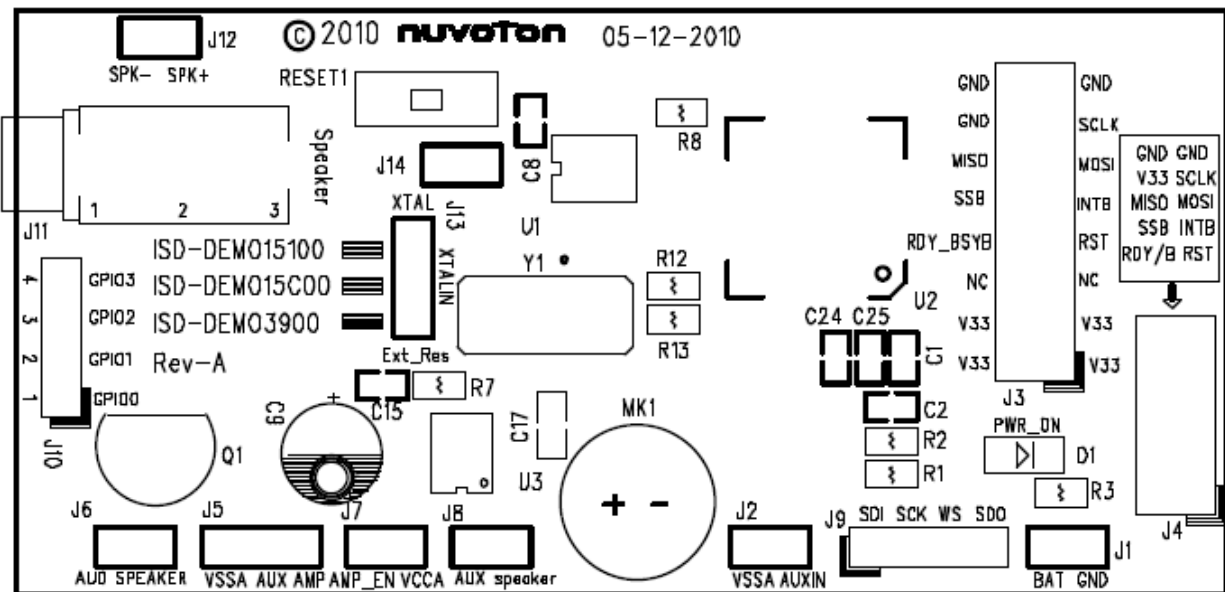 J12
© 2010 nuvoTon 05-12-2010
SPK- SPK+
RESET1
Speaker
1 2 3
J11
J14
C8
R8
U1
XTAL
J13
XTALIN
Ext_Res
ISD-DEMO15100
ISD-DEMO15C00
ISD-DEMO3900
Rev-A
4 GPIO3
3 GPIO2
2 GPIO1
1 GPIO0
J10
Y1
R12
R13
U2
C24 C25 C1
C2
R2
R1
GND GND
GND SCLK
MISO MOSI
SSB INTB
RDY_BSYB RST
NC NC
V33 V33
V33 V33
J3
GND GND
V33 SCLK
MISO MOSI
SSB INTB
RDY/B RST
J4
PWR_ON
D1
R3
Q1
C9
+
C15
R7
C17
U3
MK1
+ -
J6
AUD SPEAKER
J5
VSSA AUX AMP
J7
AMP_EN VCCA
J8
AUX speaker
J2
VSSA AUXIN
J9
SDI SCK WS SDO
J1
BAT GND